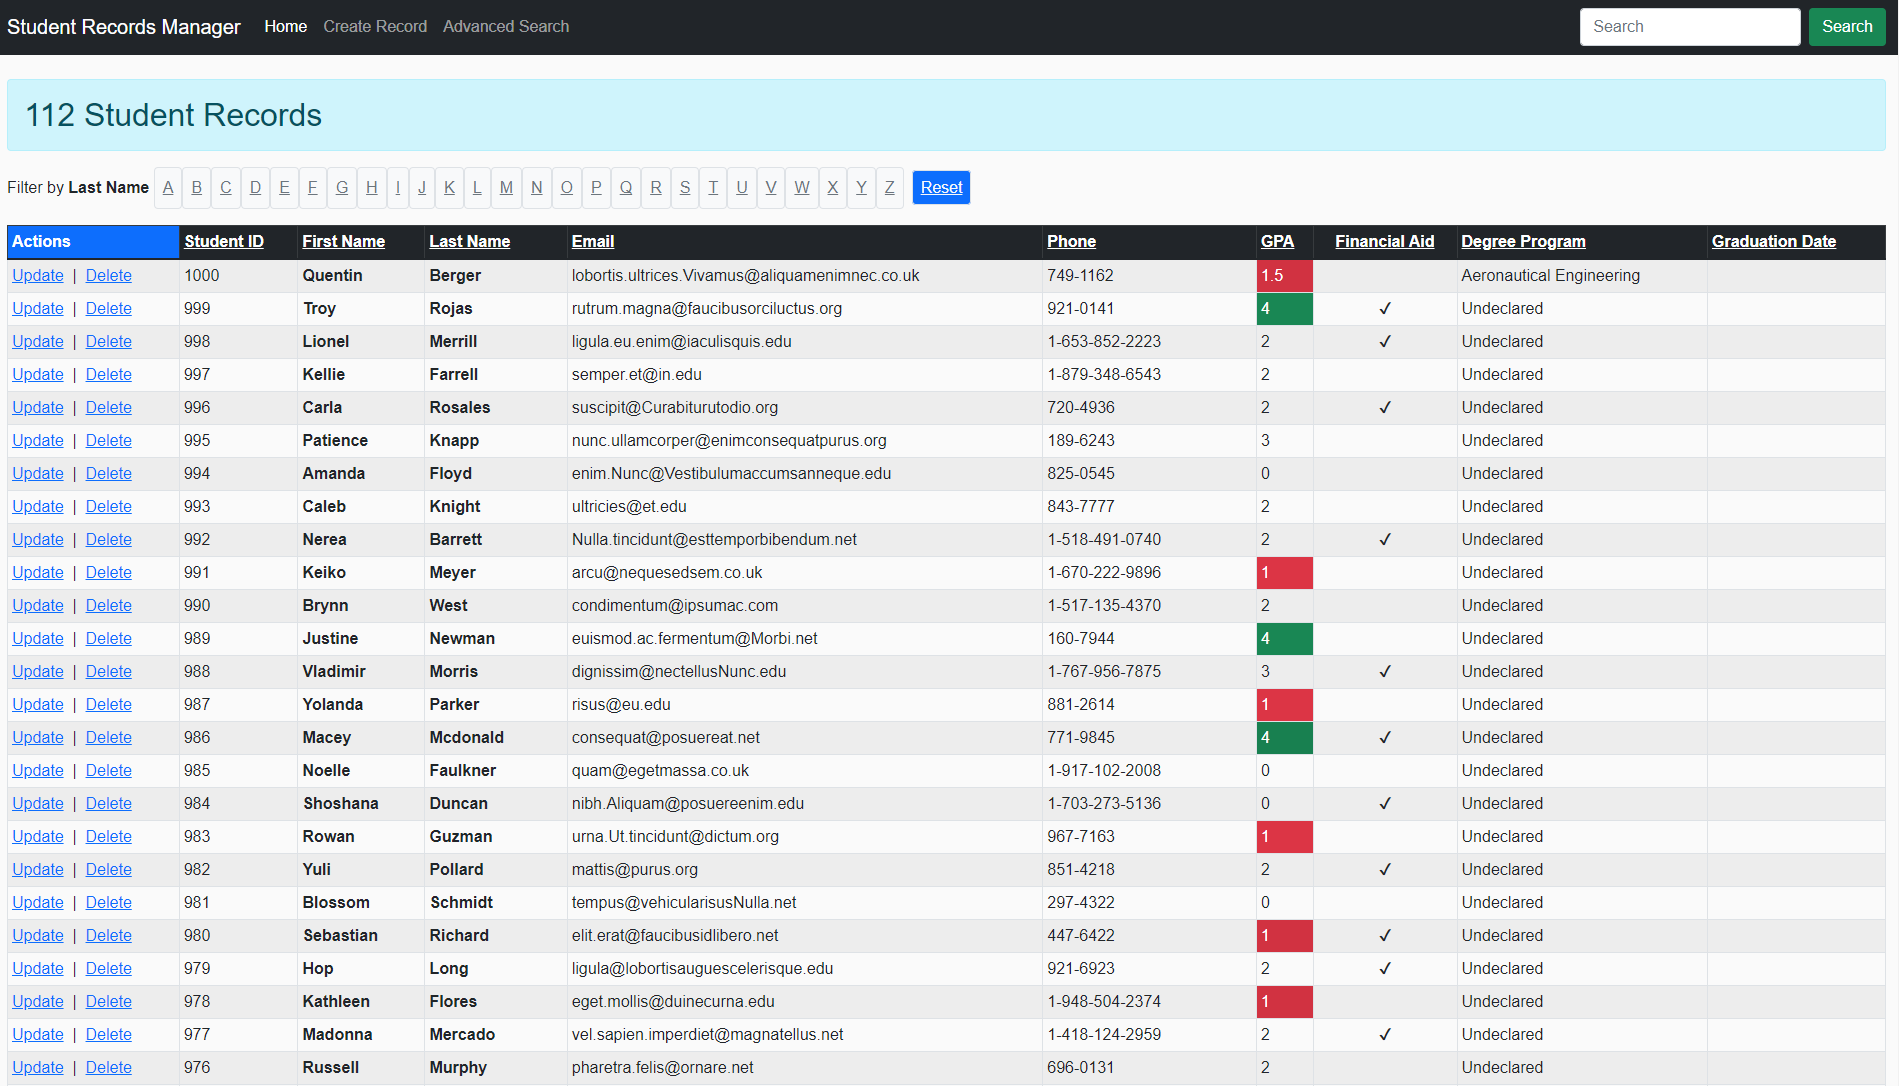 Student Records Manager Home Create Record Advanced Search Search Search
112 Student Records
Filter by Last Name A B C D E F G H I J K L M N O P Q R S T U V W X Y Z Reset
Actions Student ID First Name Last Name Email Phone GPA Financial Aid Degree Program Graduation Date
Update | Delete 1000 Quentin Berger lobortis.ultrices.Vivamus@aliquamenimnec.co.uk 749-1162 1.5 Aeronautical Engineering
Update | Delete 999 Troy Rojas rutrum.magna@faucibusorciluctus.org 921-0141 4 ✓ Undeclared
Update | Delete 998 Lionel Merrill ligula.eu.enim@iaculisquis.edu 1-653-852-2223 2 ✓ Undeclared
Update | Delete 997 Kellie Farrell semper.et@in.edu 1-879-348-6543 2 Undeclared
Update | Delete 996 Carla Rosales suscipit@Curabiturutodio.org 720-4936 2 ✓ Undeclared
Update | Delete 995 Patience Knapp nunc.ullamcorper@enimconsequatpurus.org 189-6243 3 Undeclared
Update | Delete 994 Amanda Floyd enim.Nunc@Vestibulumaccumsanneque.edu 825-0545 0 Undeclared
Update | Delete 993 Caleb Knight ultricies@et.edu 843-7777 2 Undeclared
Update | Delete 992 Nerea Barrett Nulla.tincidunt@esttemporbibendum.net 1-518-491-0740 2 ✓ Undeclared
Update | Delete 991 Keiko Meyer arcu@nequesedsem.co.uk 1-670-222-9896 1 Undeclared
Update | Delete 990 Brynn West condimentum@ipsumac.com 1-517-135-4370 2 Undeclared
Update | Delete 989 Justine Newman euismod.ac.fermentum@Morbi.net 160-7944 4 Undeclared
Update | Delete 988 Vladimir Morris dignissim@nectellusNunc.edu 1-767-956-7875 3 ✓ Undeclared
Update | Delete 987 Yolanda Parker risus@eu.edu 881-2614 1 Undeclared
Update | Delete 986 Macey Mcdonald consequat@posuereat.net 771-9845 4 ✓ Undeclared
Update | Delete 985 Noelle Faulkner quam@egetmassa.co.uk 1-917-102-2008 0 Undeclared
Update | Delete 984 Shoshana Duncan nibh.Aliquam@posuereenim.edu 1-703-273-5136 0 ✓ Undeclared
Update | Delete 983 Rowan Guzman urna.Ut.tincidunt@dictum.org 967-7163 1 Undeclared
Update | Delete 982 Yuli Pollard mattis@purus.org 851-4218 2 ✓ Undeclared
Update | Delete 981 Blossom Schmidt tempus@vehicularisusNulla.net 297-4322 0 Undeclared
Update | Delete 980 Sebastian Richard elit.erat@faucibusidlibero.net 447-6422 1 ✓ Undeclared
Update | Delete 979 Hop Long ligula@lobortisauguescelerisque.edu 921-6923 2 ✓ Undeclared
Update | Delete 978 Kathleen Flores eget.mollis@duinecurna.edu 1-948-504-2374 1 Undeclared
Update | Delete 977 Madonna Mercado vel.sapien.imperdiet@magnatellus.net 1-418-124-2959 2 ✓ Undeclared
Update | Delete 976 Russell Murphy pharetra.felis@ornare.net 696-0131 2 Undeclared